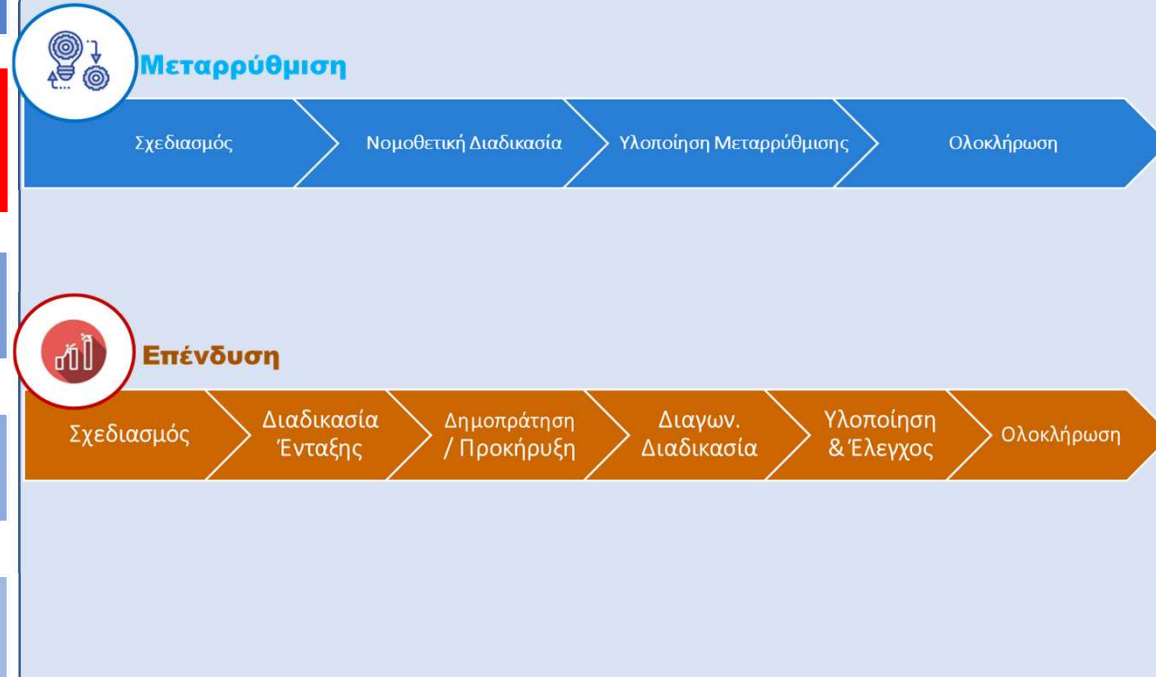 Μεταρρύθμιση
Σχεδιασμός
Νομοθετική Διαδικασία
Υλοποίηση Μεταρρύθμισης
Ολοκλήρωση
Επένδυση
Σχεδιασμός
Διαδικασία
Ένταξης
Δημοπράτηση
/ Προκήρυξη
Διαγων.
Διαδικασία
Υλοποίηση
& Έλεγχος
Ολοκλήρωση